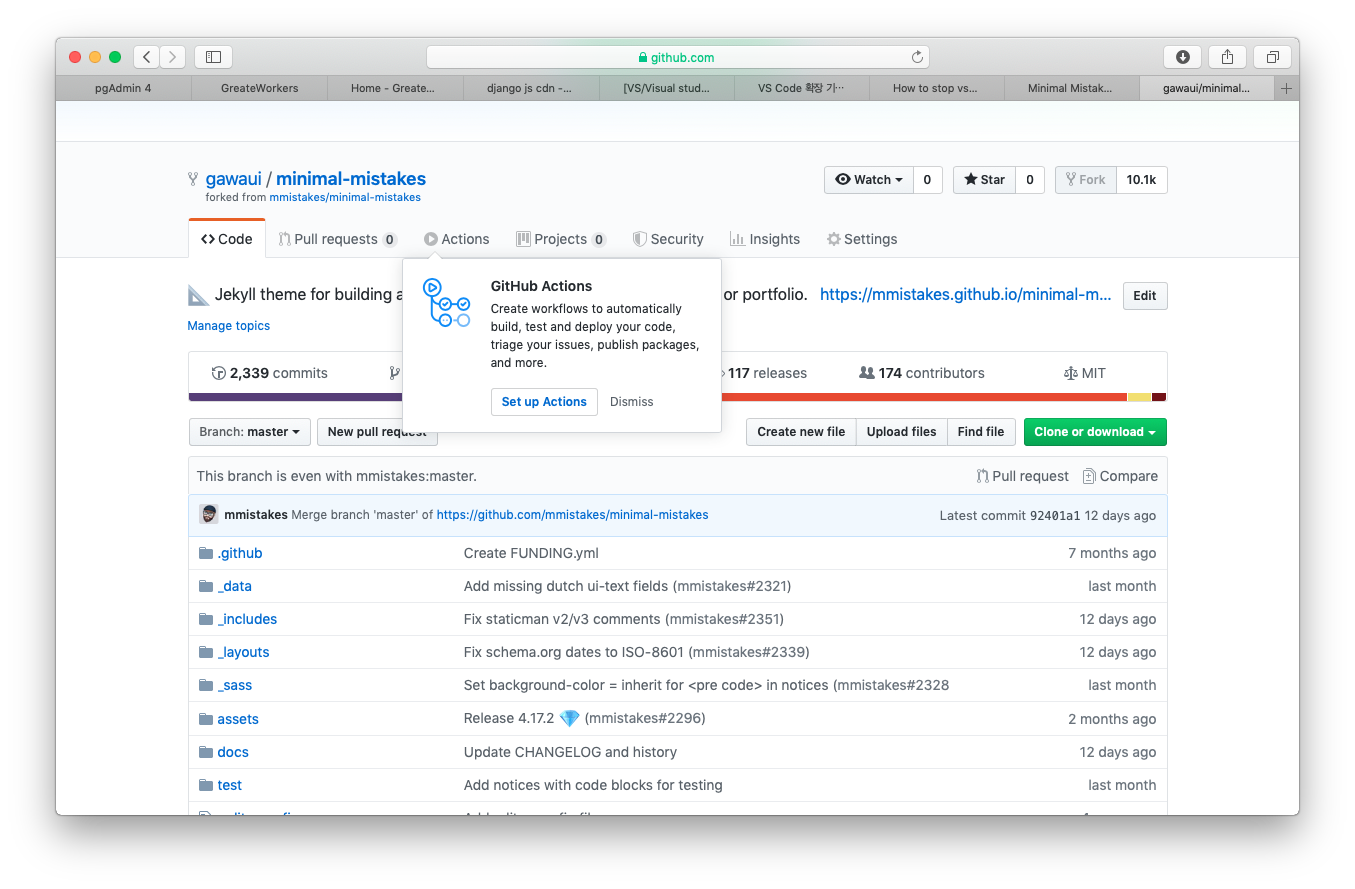 github.com
pgAdmin 4 GreateWorkers Home - Greate... django js cdn -... [VS/Visual stud... VS Code 확장 기… How to stop vs... Minimal Mistak... gawaui/minimal...
gawaui / minimal-mistakes
forked from mmistakes/minimal-mistakes
Watch 0 Star 0 Fork 10.1k
Code Pull requests 0 Actions Projects 0 Security Insights Settings
Jekyll theme for building a or portfolio. https://mmistakes.github.io/minimal-m... Edit
Manage topics
GitHub Actions
Create workflows to automatically
build, test and deploy your code,
triage your issues, publish packages,
and more.
Set up Actions Dismiss
2,339 commits 117 releases 174 contributors MIT
Branch: master New pull request Create new file Upload files Find file Clone or download
This branch is even with mmistakes:master. Pull request Compare
mmistakes Merge branch 'master' of https://github.com/mmistakes/minimal-mistakes Latest commit 92401a1 12 days ago
.github Create FUNDING.yml 7 months ago
_data Add missing dutch ui-text fields (mmistakes#2321) last month
_includes Fix staticman v2/v3 comments (mmistakes#2351) 12 days ago
_layouts Fix schema.org dates to ISO-8601 (mmistakes#2339) 12 days ago
_sass Set background-color = inherit for <pre code> in notices (mmistakes#2328 last month
assets Release 4.17.2 💎 (mmistakes#2296) 2 months ago
docs Update CHANGELOG and history 12 days ago
test Add notices with code blocks for testing last month